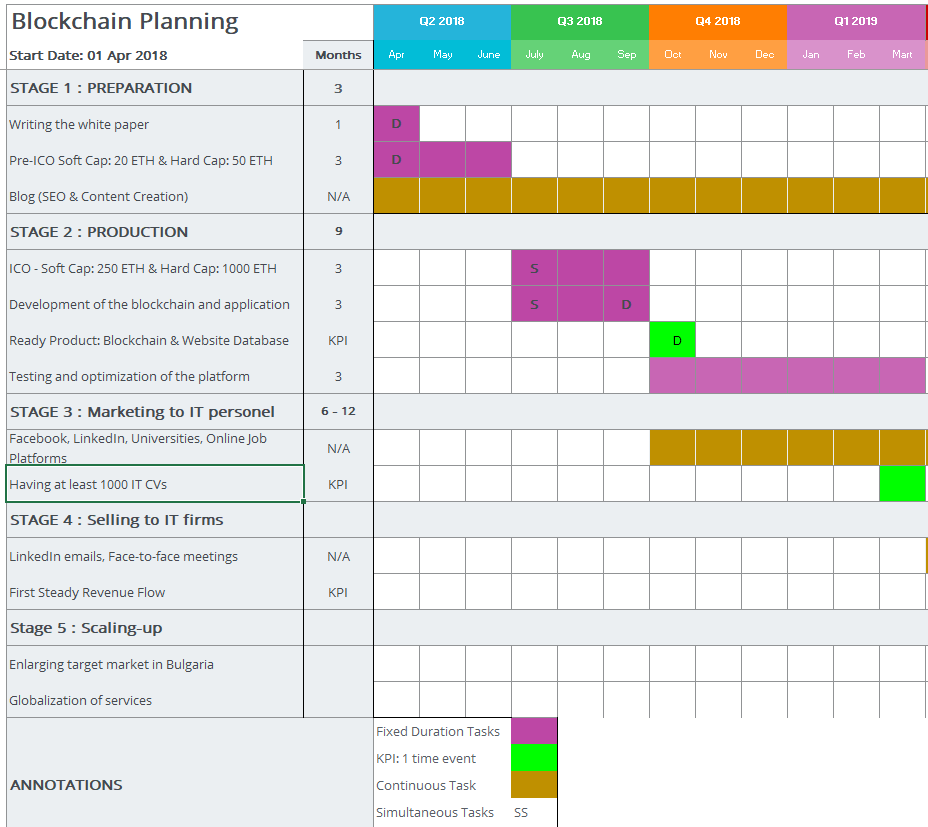 Blockchain Planning
Q2 2018 Q3 2018 Q4 2018 Q1 2019
Start Date: 01 Apr 2018 Months Apr May June July Aug Sep Oct Nov Dec Jan Feb Mart
STAGE 1 : PREPARATION 3
Writing the white paper 1 D
Pre-ICO Soft Cap: 20 ETH & Hard Cap: 50 ETH 3 D
Blog (SEO & Content Creation) N/A
STAGE 2 : PRODUCTION 9
ICO - Soft Cap: 250 ETH & Hard Cap: 1000 ETH 3 S
Development of the blockchain and application 3 S D
Ready Product: Blockchain & Website Database KPI D
Testing and optimization of the platform 3
STAGE 3 : Marketing to IT personel 6 - 12
Facebook, LinkedIn, Universities, Online Job
Platforms N/A
Having at least 1000 IT CVs KPI
STAGE 4 : Selling to IT firms
LinkedIn emails, Face-to-face meetings N/A
First Steady Revenue Flow KPI
Stage 5 : Scaling-up
Enlarging target market in Bulgaria
Globalization of services
ANNOTATIONS
Fixed Duration Tasks
KPI: 1 time event
Continuous Task
Simultaneous Tasks SS